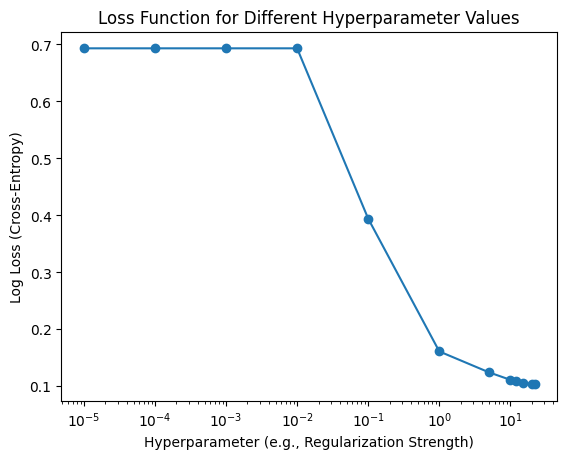 Loss Function for Different Hyperparameter Values
Log Loss (Cross-Entropy)
0.7
0.6
0.5
0.4
0.3
0.2
0.1
10⁻⁵ 10⁻⁴ 10⁻³ 10⁻² 10⁻¹ 10⁰ 10¹
Hyperparameter (e.g., Regularization Strength)